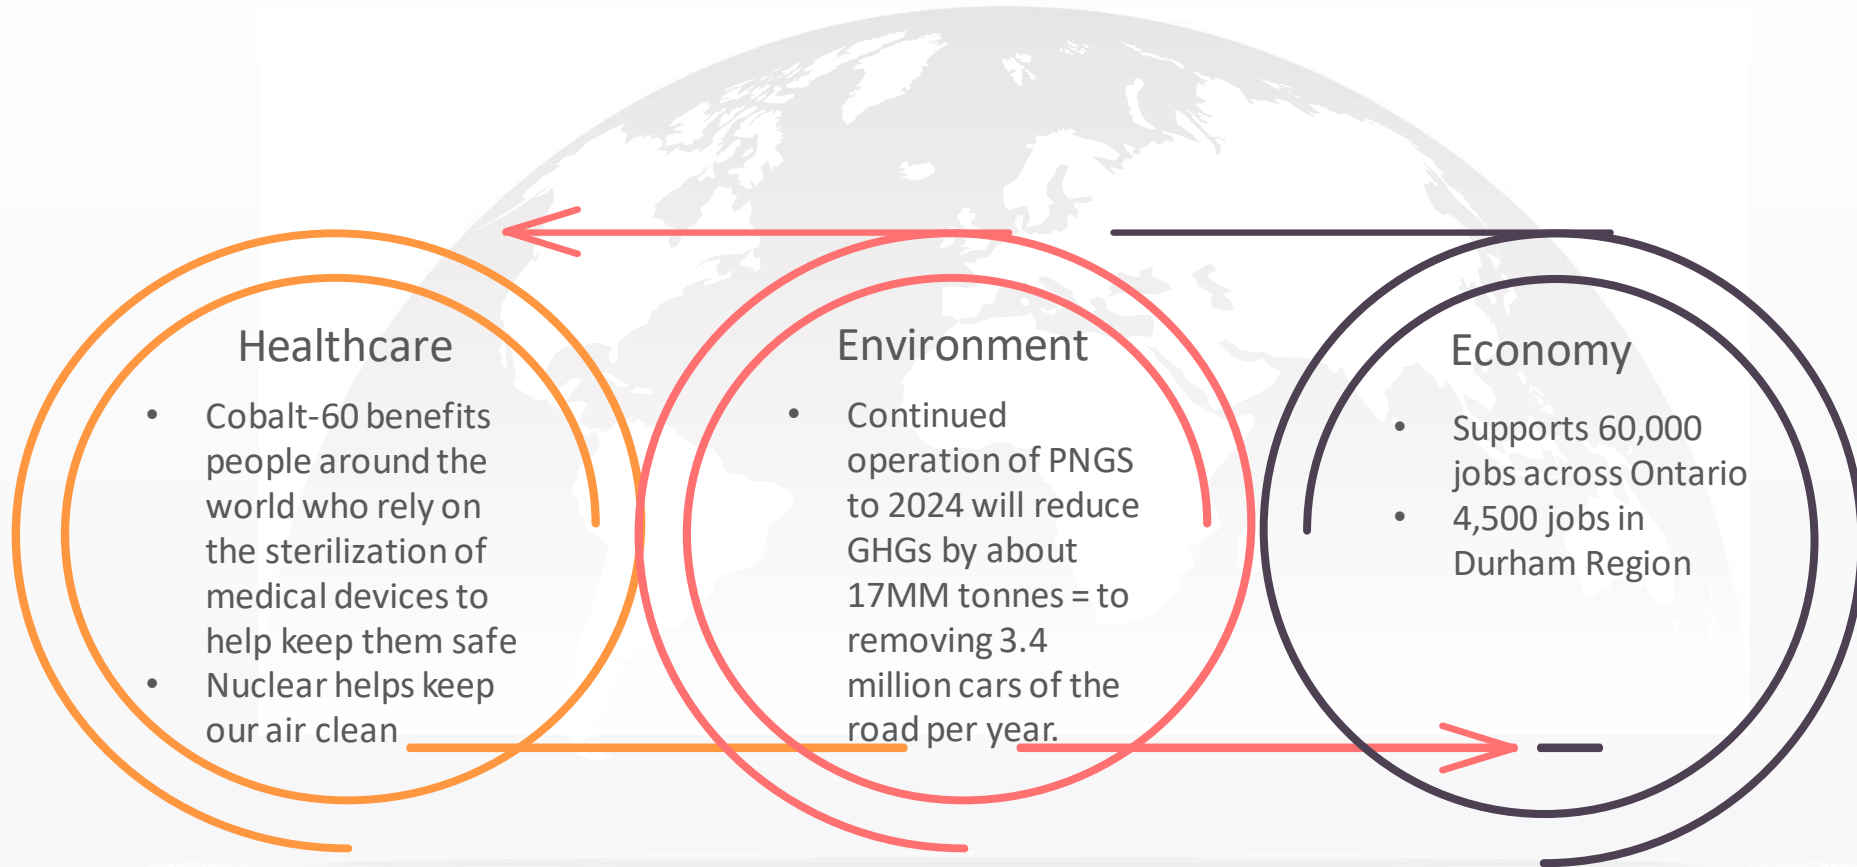 Healthcare
• Cobalt-60 benefits
people around the
world who rely on
the sterilization of
medical devices to
help keep them safe
• Nuclear helps keep
our air clean
Environment
• Continued
operation of PNGS
to 2024 will reduce
GHGs by about
17MM tonnes = to
removing 3.4
million cars of the
road per year.
Economy
• Supports 60,000
jobs across Ontario
• 4,500 jobs in
Durham Region